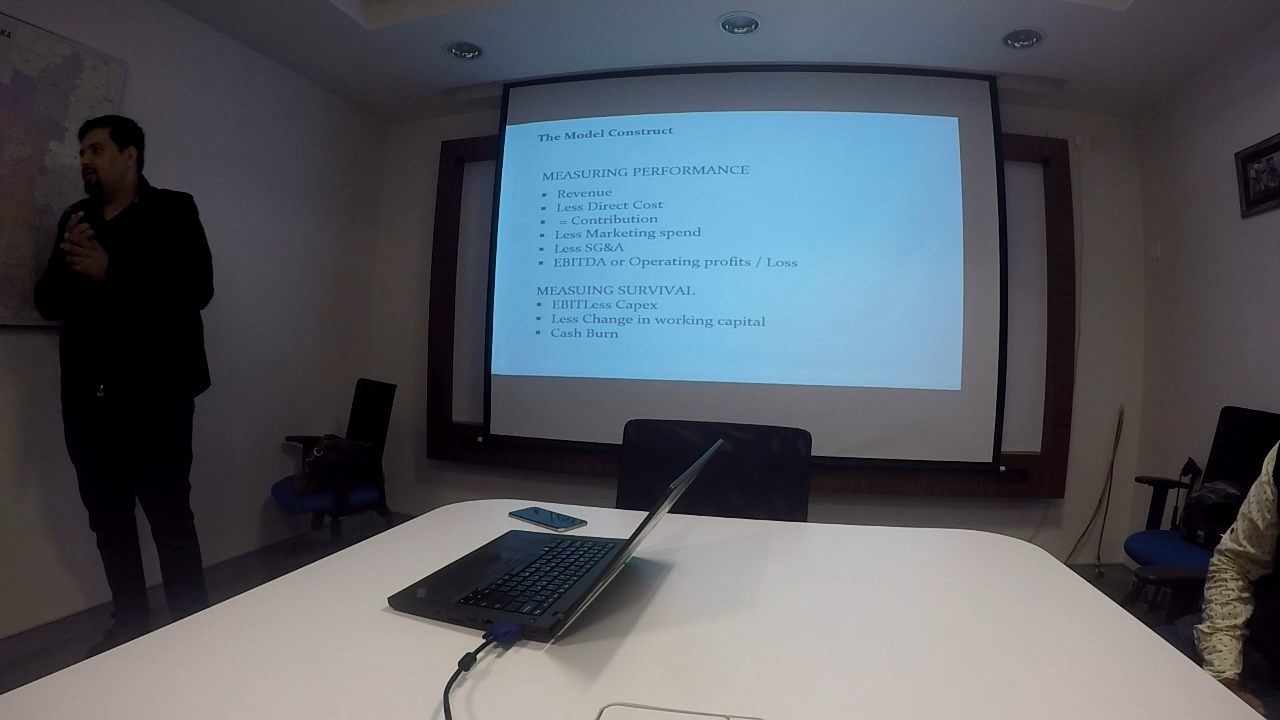 KA
The Model Construct
MEASURING PERFORMANCE
▪ Revenue
▪ Less Direct Cost
▪ = Contribution
▪ Less Marketing spend
▪ Less SG&A
▪ EBITDA or Operating profits / Loss
MEASUING SURVIVAL
▪ EBITLess Capex
▪ Less Change in working capital
▪ Cash Burn